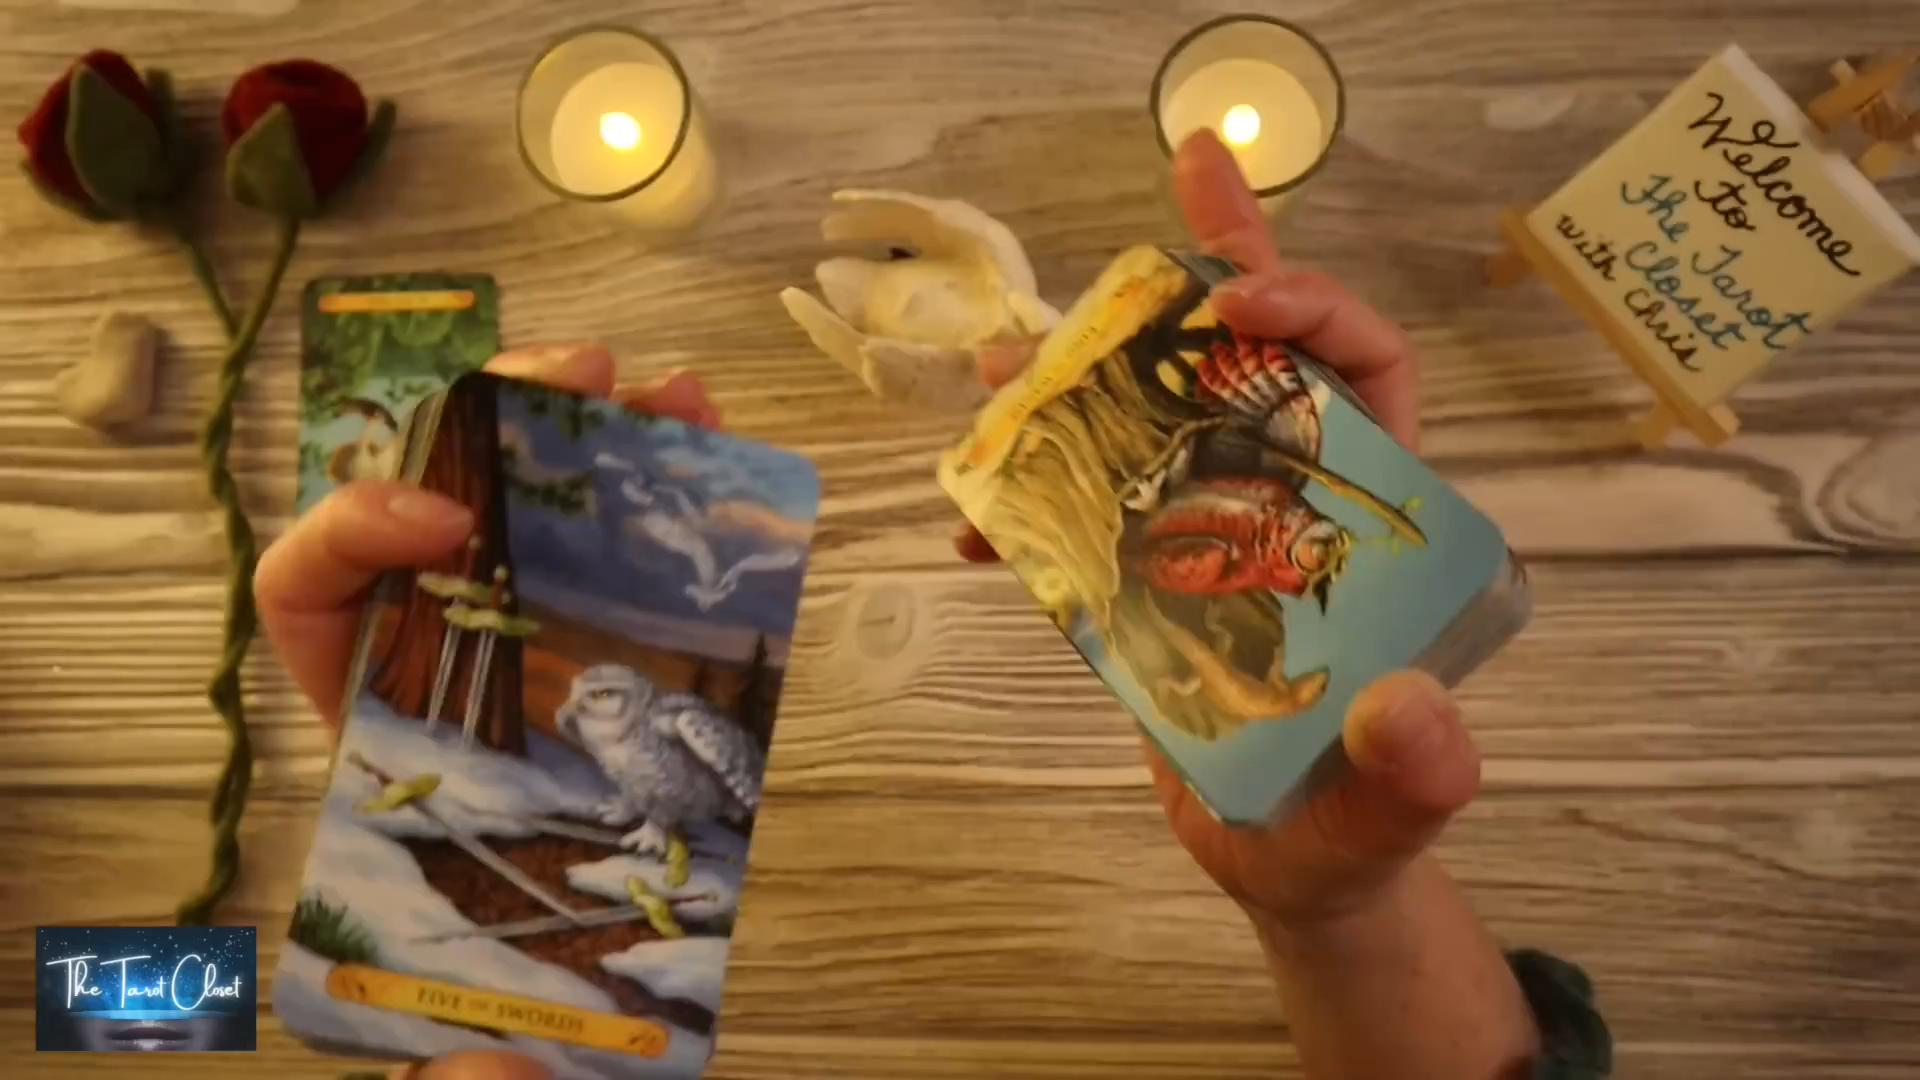 Welcome
to
The Tarot
Closet
with Chris
FIVE OF SWORDS
The Tarot Closet